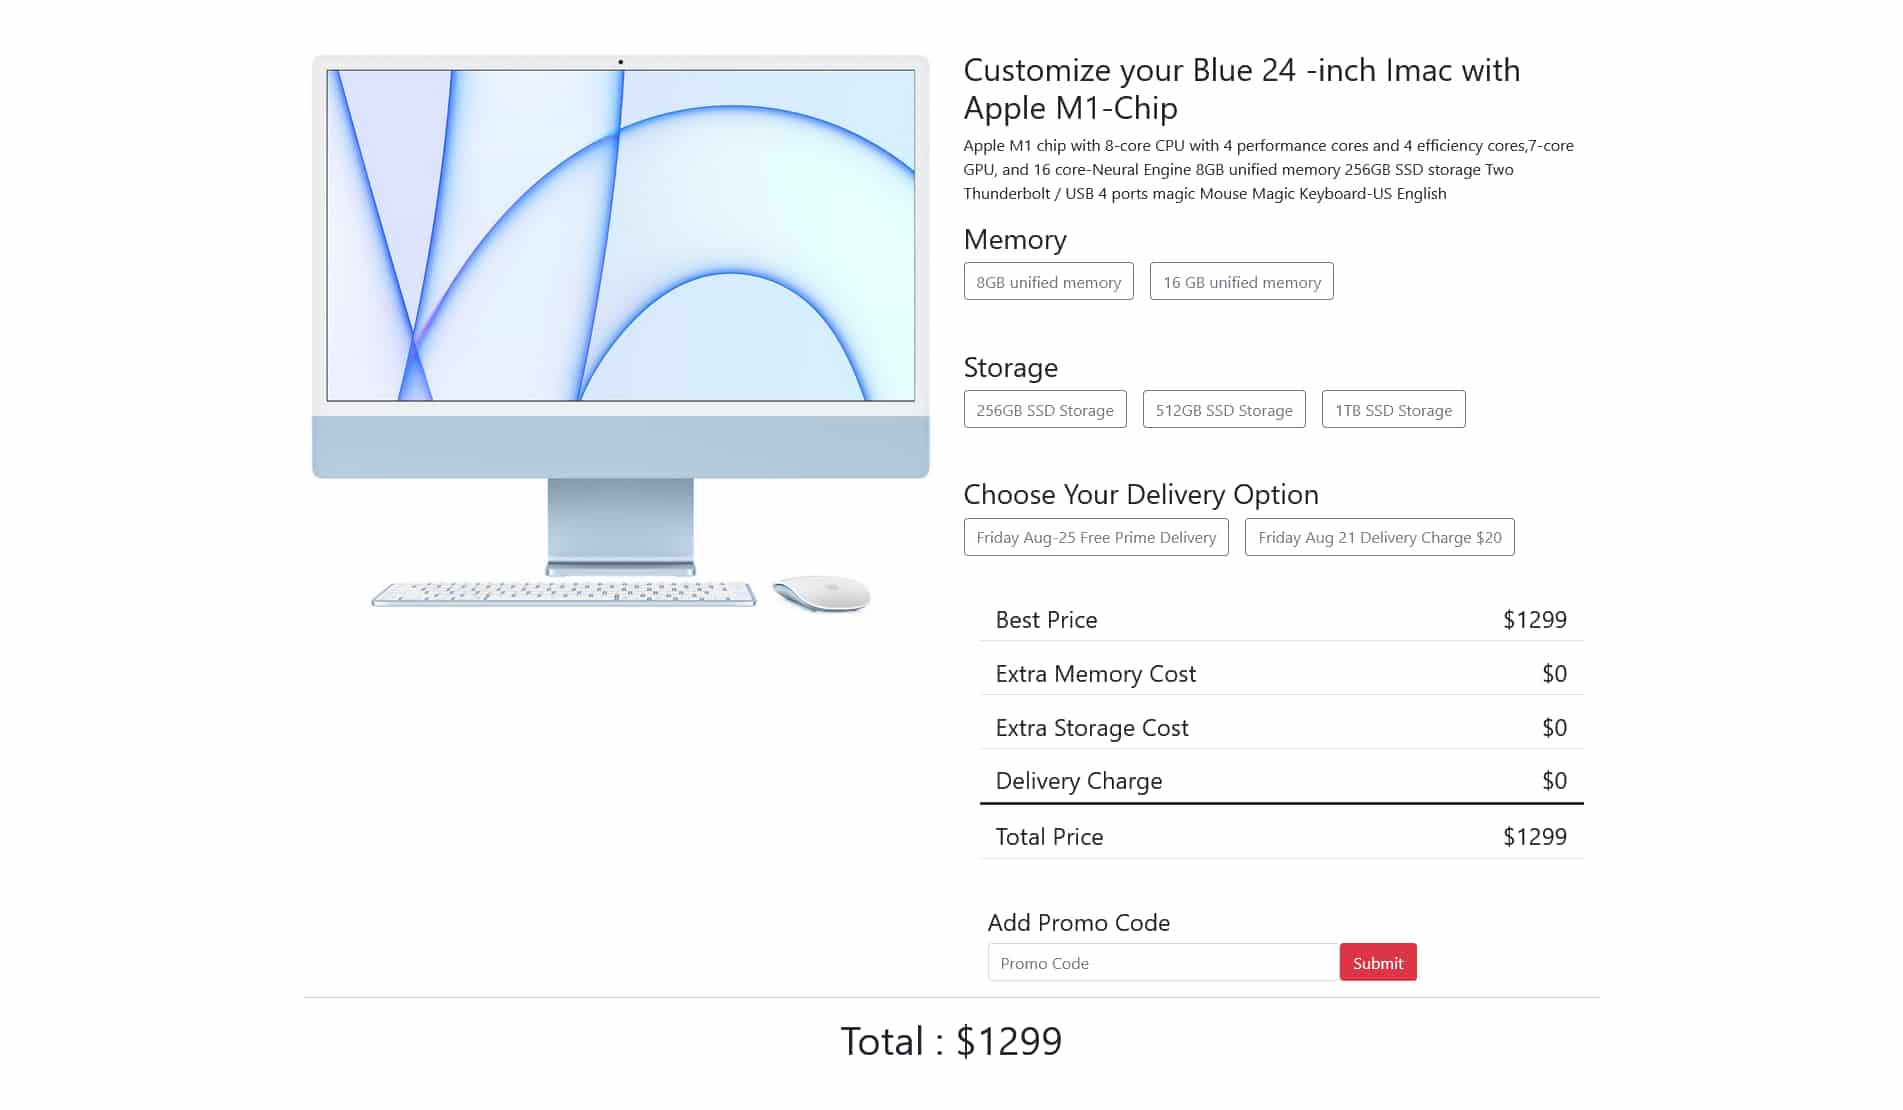 Customize your Blue 24 -inch Imac with
Apple M1-Chip
Apple M1 chip with 8-core CPU with 4 performance cores and 4 efficiency cores,7-core
GPU, and 16 core-Neural Engine 8GB unified memory 256GB SSD storage Two
Thunderbolt / USB 4 ports magic Mouse Magic Keyboard-US English
Memory
8GB unified memory 16 GB unified memory
Storage
256GB SSD Storage 512GB SSD Storage 1TB SSD Storage
Choose Your Delivery Option
Friday Aug-25 Free Prime Delivery Friday Aug 21 Delivery Charge $20
Best Price $1299
Extra Memory Cost $0
Extra Storage Cost $0
Delivery Charge $0
Total Price $1299
Add Promo Code
Promo Code Submit
Total : $1299